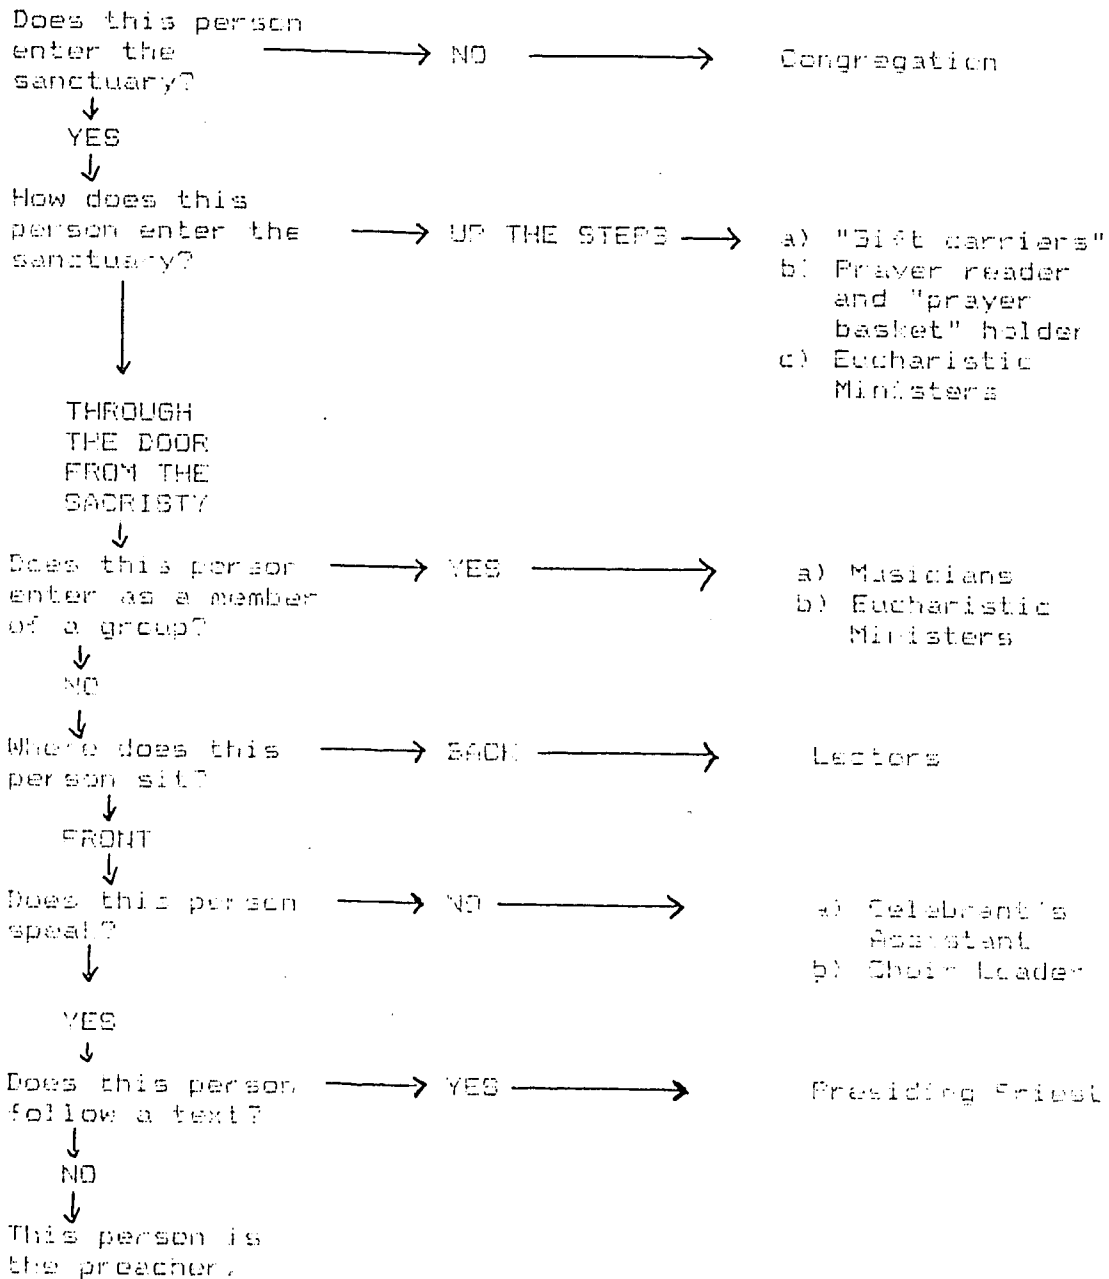 Does this person
enter the
sanctuary?
NO
Congregation
YES
How does this
person enter the
sanctuary?
UP THE STEPS
a) "Gift carriers"
b) Prayer reader
and "prayer
basket" holder
c) Eucharistic
Ministers
THROUGH
THE DOOR
FROM THE
SACRISTY
Does this person
enter as a member
of a group?
YES
a) Musicians
b) Eucharistic
Ministers
NO
Where does this
person sit?
BACK
Lectors
FRONT
Does this person
speak?
NO
a) Celebrant's
Assistant
b) Choir Leader
YES
Does this person
follow a text?
YES
Presiding Priest
NO
This person is
the preacher.